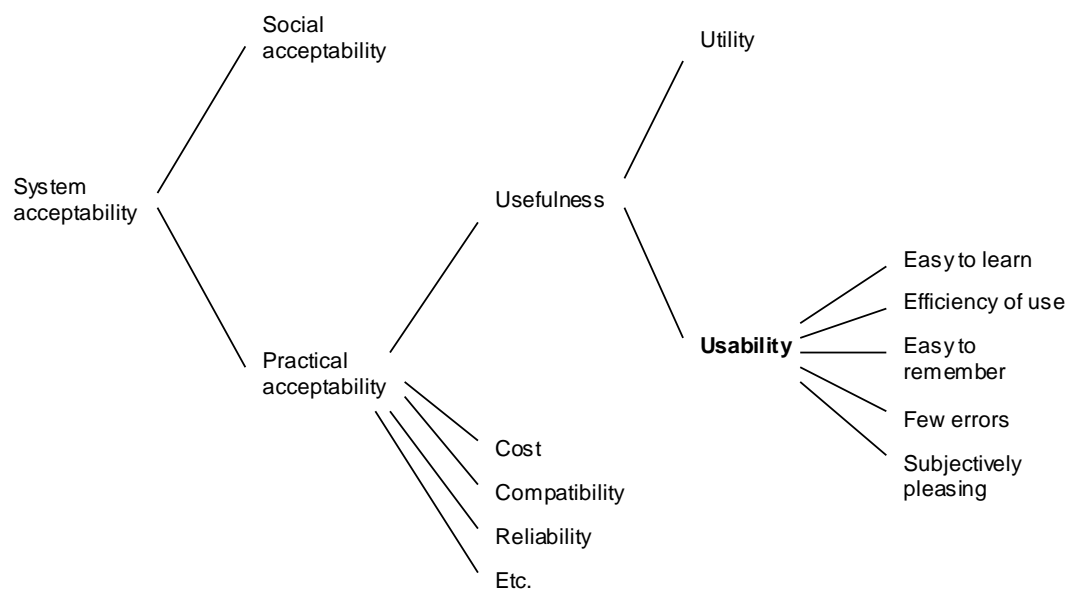 Social
acceptability
Utility
System
acceptability
Usefulness
Easy to learn
Efficiency of use
Usability
Easy to
remember
Practical
acceptability
Few errors
Cost
Subjectively
pleasing
Compatibility
Reliability
Etc.